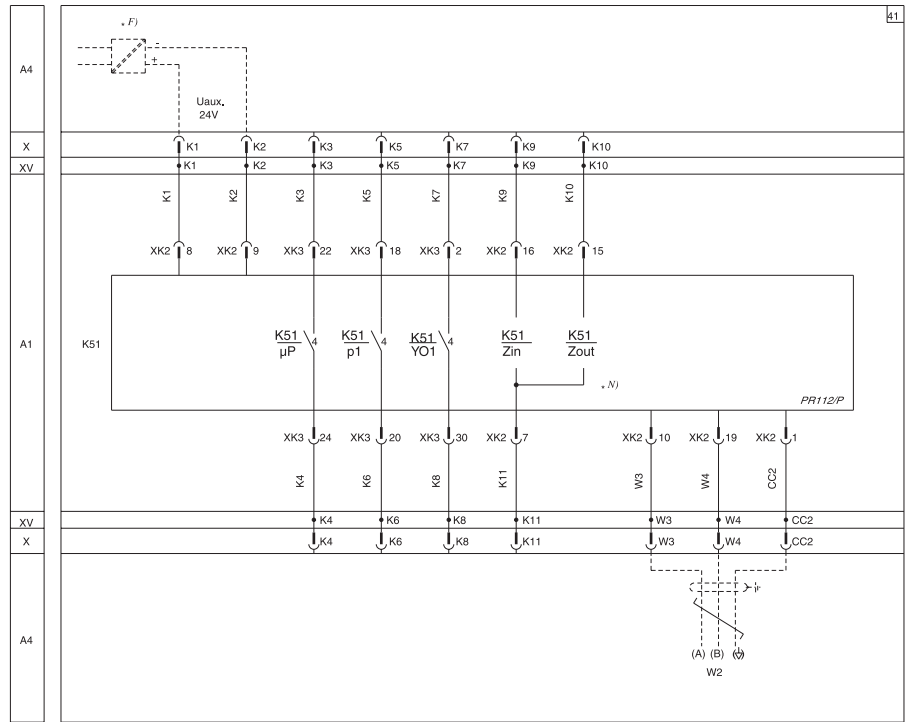 41
* F)
-
+
A4
Uaux.
24V
X
K1 K2 K3 K5 K7 K9 K10
XV
K1 K2 K3 K5 K7 K9 K10
K1 K2 K3 K5 K7 K9 K10
XK2 8 XK2 9 XK3 22 XK3 18 XK3 2 XK2 16 XK2 15
A1
K51
K51 4 K51 4 K51 4 K51 K51
µP p1 YO1 Zin Zout
* N)
PR112/P
XK3 24 XK3 20 XK3 30 XK2 7 XK2 10 XK2 19 XK2 1
K4 K6 K8 K11 W3 W4 CC2
XV
K4 K6 K8 K11 W3 W4 CC2
X
K4 K6 K8 K11 W3 W4 CC2
A4
(A) (B)
W2